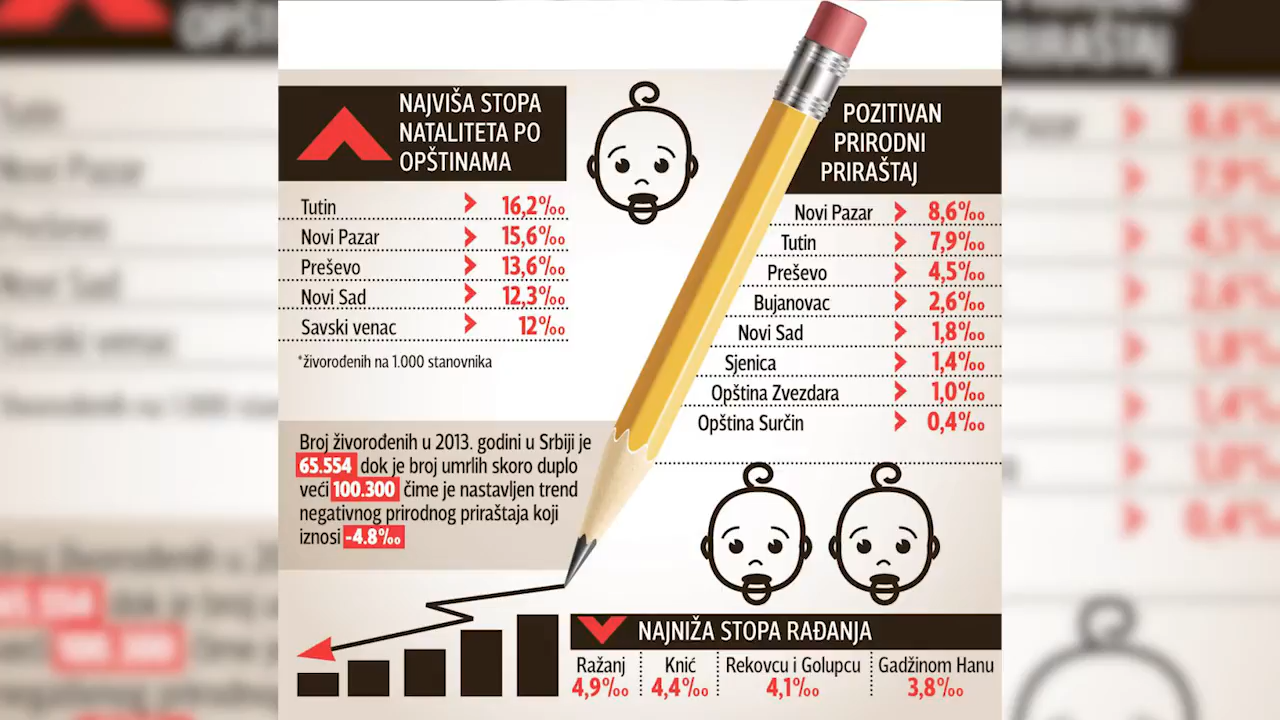 NAJVIŠA STOPA
NATALITETA PO
OPŠTINAMA
Tutin 16,2‰
Novi Pazar 15,6‰
Preševo 13,6‰
Novi Sad 12,3‰
Savski venac 12‰
*živorođenih na 1.000 stanovnika
POZITIVAN
PRIRODNI
PRIRAŠTAJ
Novi Pazar 8,6‰
Tutin 7,9‰
Preševo 4,5‰
Bujanovac 2,6‰
Novi Sad 1,8‰
Sjenica 1,4‰
Opština Zvezdara 1,0‰
Opština Surčin 0,4‰
Broj živorođenih u 2013. godini u Srbiji je
65.554 dok je broj umrlih skoro duplo
veći 100.300 čime je nastavljen trend
negativnog prirodnog priraštaja koji
iznosi -4.8‰
NAJNIŽA STOPA RAĐANJA
Ražanj Knić Rekovcu i Golupcu Gadžinom Hanu
4,9‰ 4,4‰ 4,1‰ 3,8‰